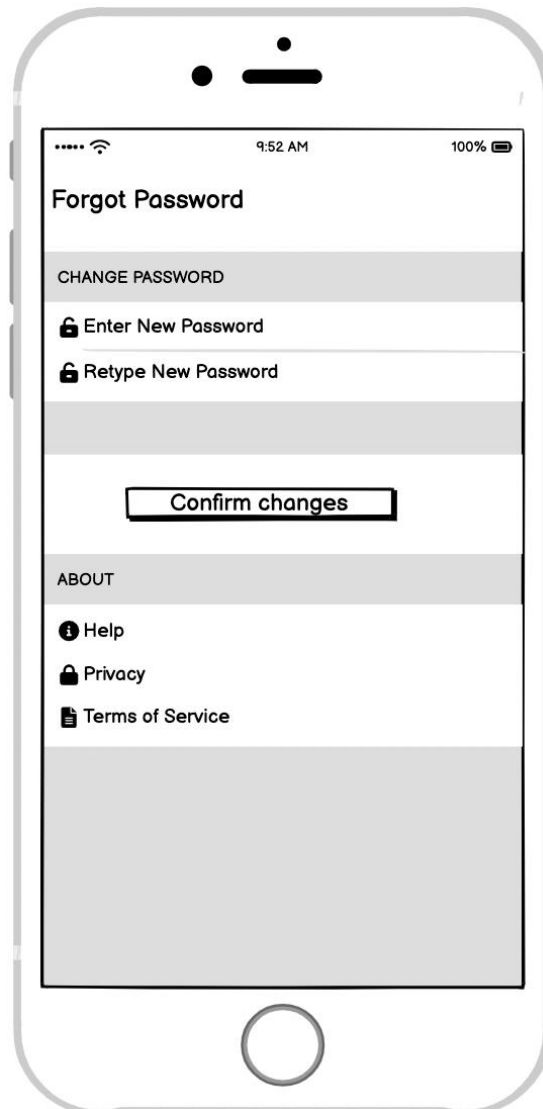 9:52 AM 100%
Forgot Password
CHANGE PASSWORD
Enter New Password
Retype New Password
Confirm changes
ABOUT
Help
Privacy
Terms of Service